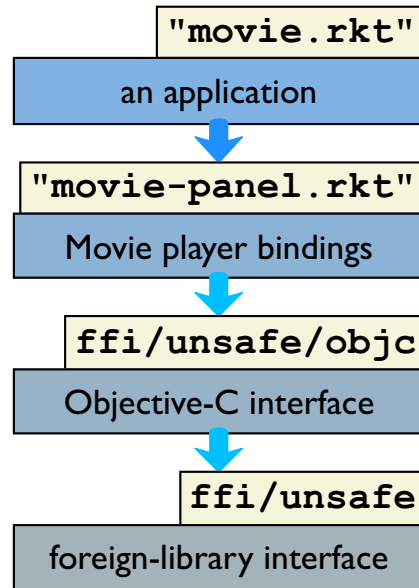 "movie.rkt"
an application
"movie-panel.rkt"
Movie player bindings
ffi/unsafe/objc
Objective-C interface
ffi/unsafe
foreign-library interface